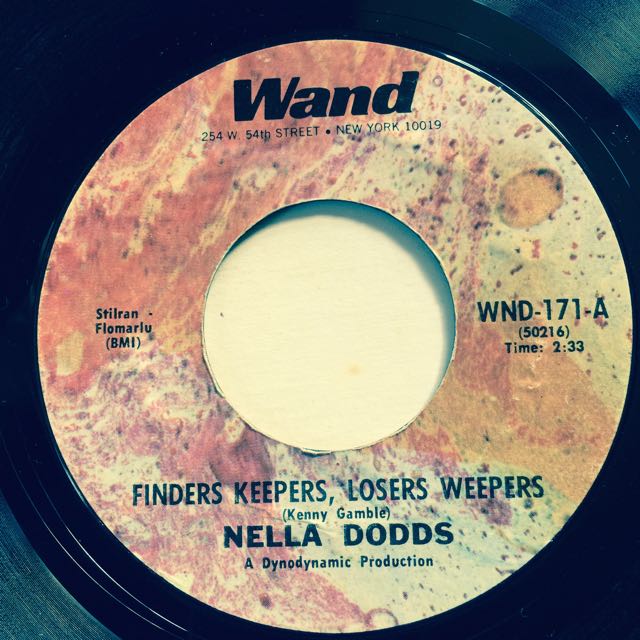 Wand
254 W. 54th STREET • NEW YORK 10019
Stilran -
Flomarlu
(BMI)
WND-171-A
(50216)
Time: 2:33
FINDERS KEEPERS, LOSERS WEEPERS
(Kenny Gamble)
NELLA DODDS
A Dynodynamic Production